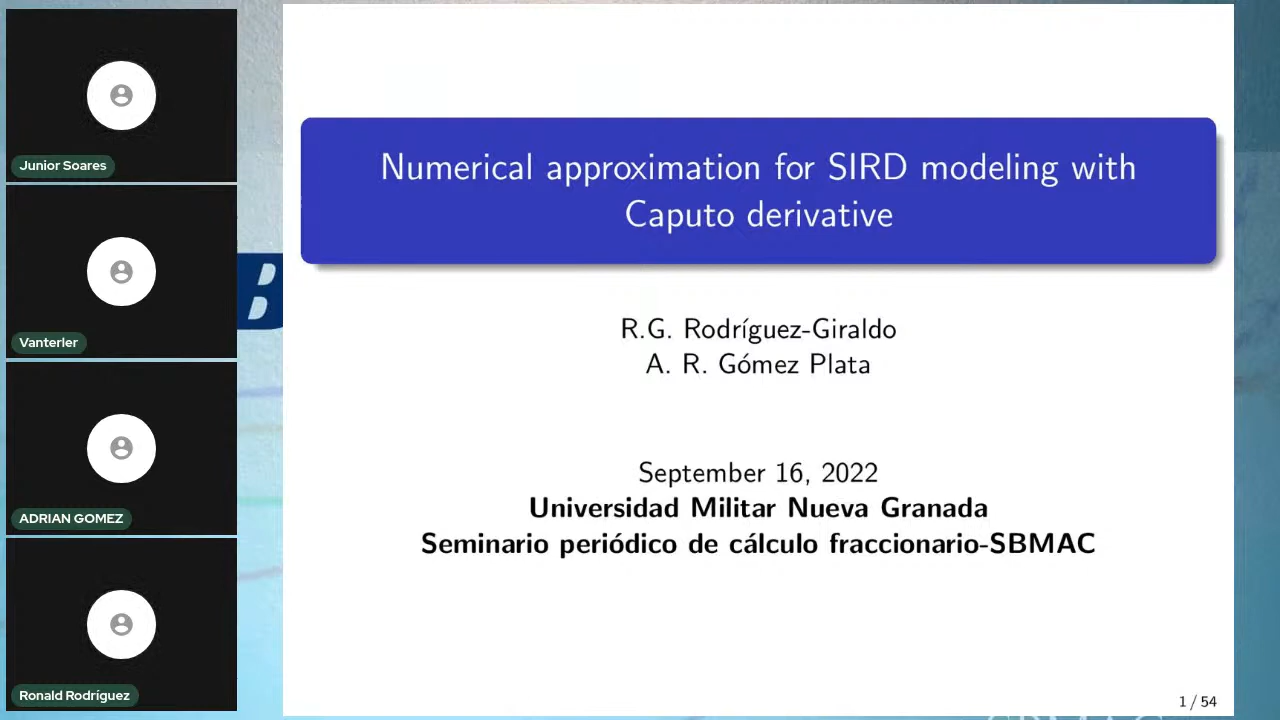 Junior Soares
Vanterler
ADRIAN GOMEZ
Ronald Rodríguez
Numerical approximation for SIRD modeling with
Caputo derivative
R.G. Rodríguez-Giraldo
A. R. Gómez Plata
September 16, 2022
Universidad Militar Nueva Granada
Seminario periódico de cálculo fraccionario-SBMAC
1 / 54